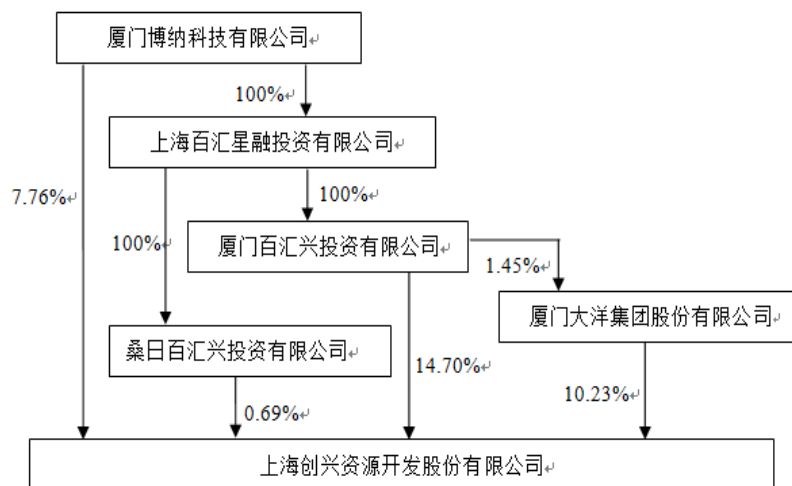 厦门博纳科技有限公司
100%
上海百汇星融投资有限公司
7.76%
100%
100%
厦门百汇兴投资有限公司
1.45%
厦门大洋集团股份有限公司
桑日百汇兴投资有限公司
14.70%
10.23%
0.69%
上海创兴资源开发股份有限公司